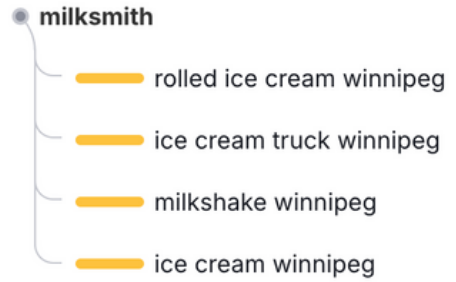 milksmith
rolled ice cream winnipeg
ice cream truck winnipeg
milkshake winnipeg
ice cream winnipeg